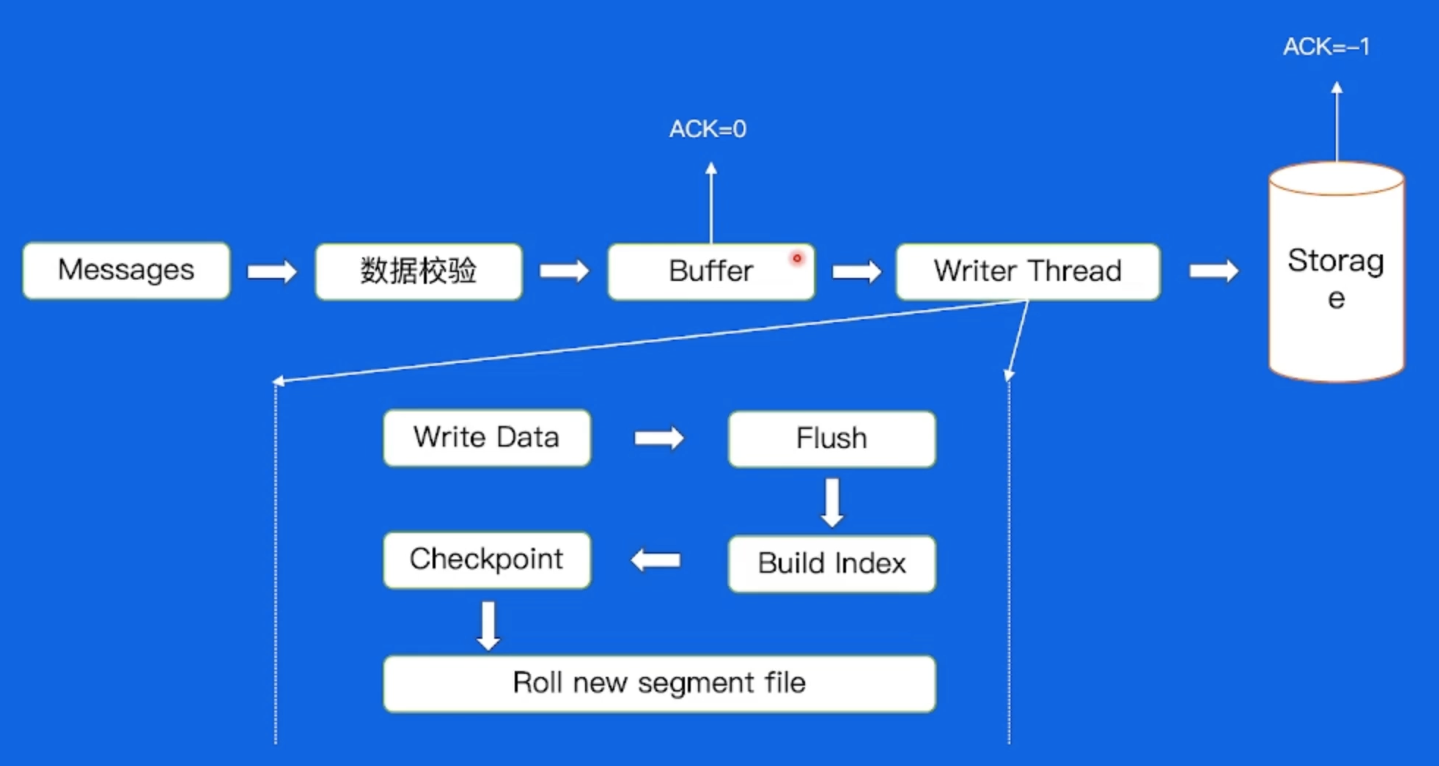 ACK=–1
ACK=0
Messages
数据校验
Buffer
Writer Thread
Storag
e
Write Data
Flush
Checkpoint
Build Index
Roll new segment file